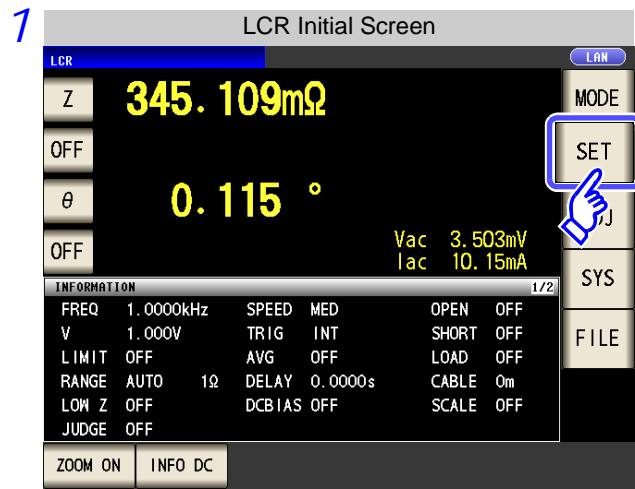 1
LCR Initial Screen
LCR
LAN
Z 345.109mΩ
MODE
OFF
SET
θ 0.115 °
OFF
Vac 3.503mV
Iac 10.15mA
SYS
INFORMATION 1/2
FREQ 1.0000kHz SPEED MED OPEN OFF
V 1.000V TRIG INT SHORT OFF
FILE
LIMIT OFF AVG OFF LOAD OFF
RANGE AUTO 1Ω DELAY 0.0000s CABLE 0m
LOW Z OFF DCBIAS OFF SCALE OFF
JUDGE OFF
ZOOM ON INFO DC